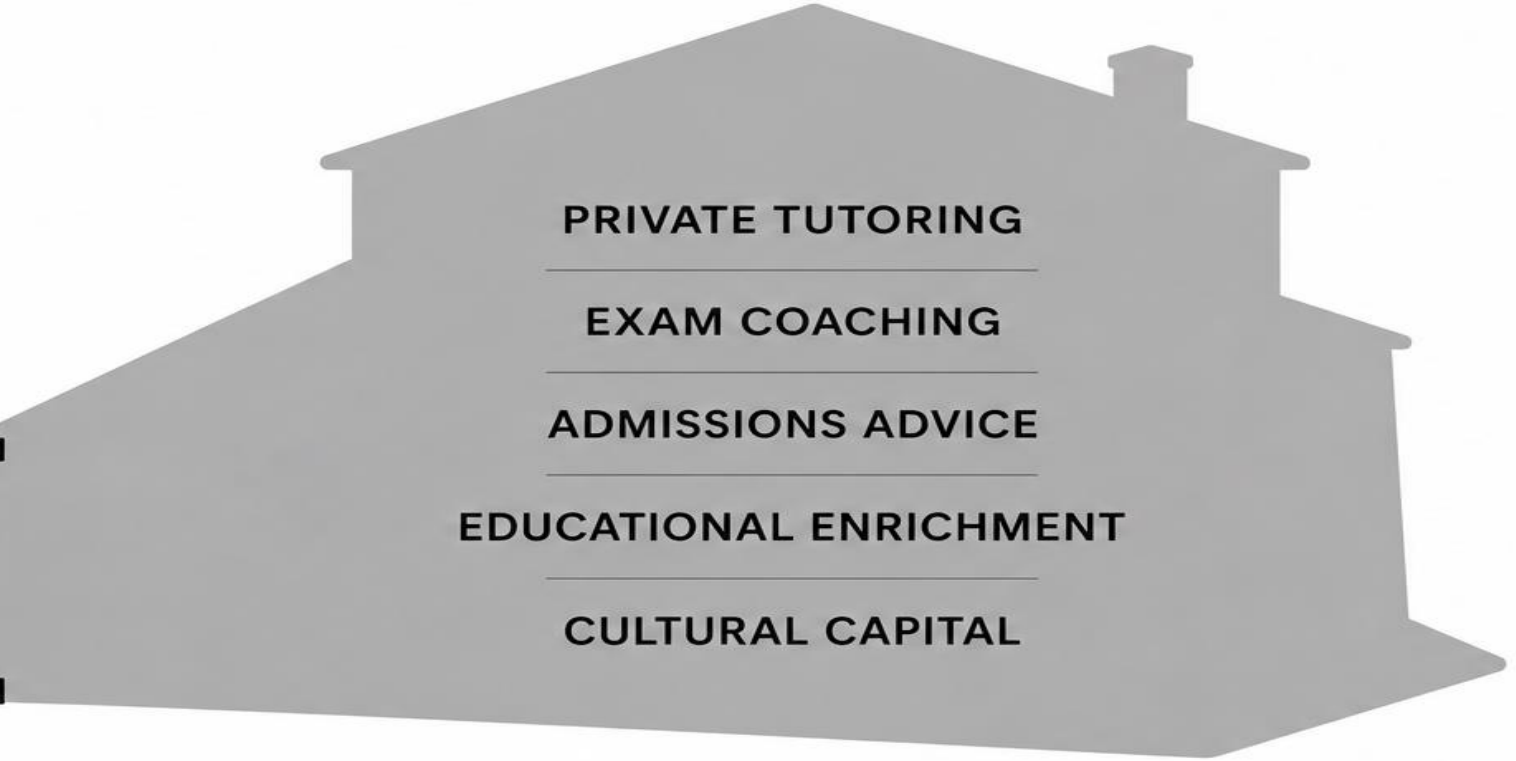 PRIVATE TUTORING
EXAM COACHING
ADMISSIONS ADVICE
EDUCATIONAL ENRICHMENT
CULTURAL CAPITAL